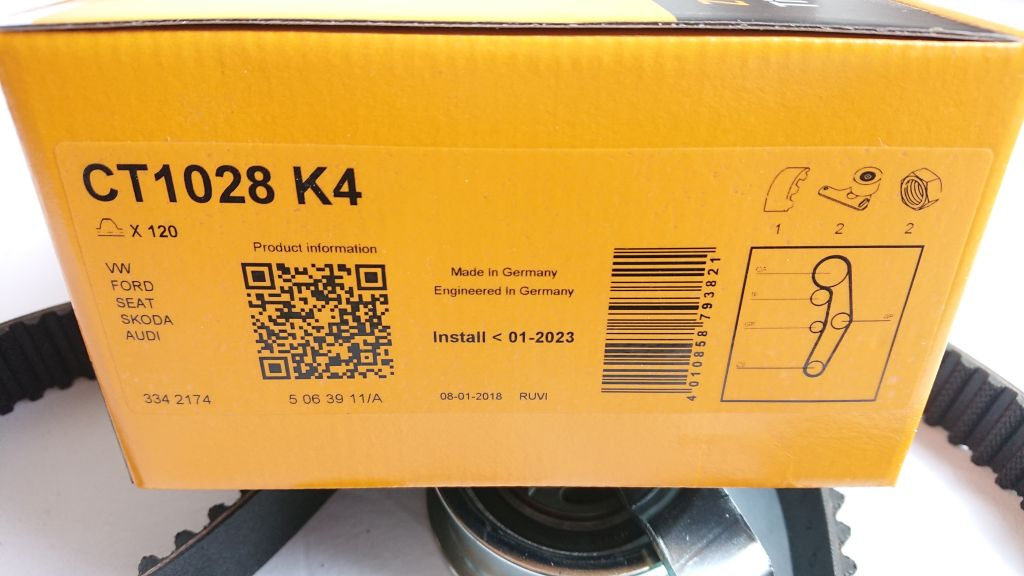 CT1028 K4
X 120
Product information
VW
FORD
SEAT
SKODA
AUDI
Made in Germany
Engineered In Germany
Install < 01-2023
334 2174
5 06 39 11/A
08-01-2018 RUVI
4 010858 793821
1 2 2